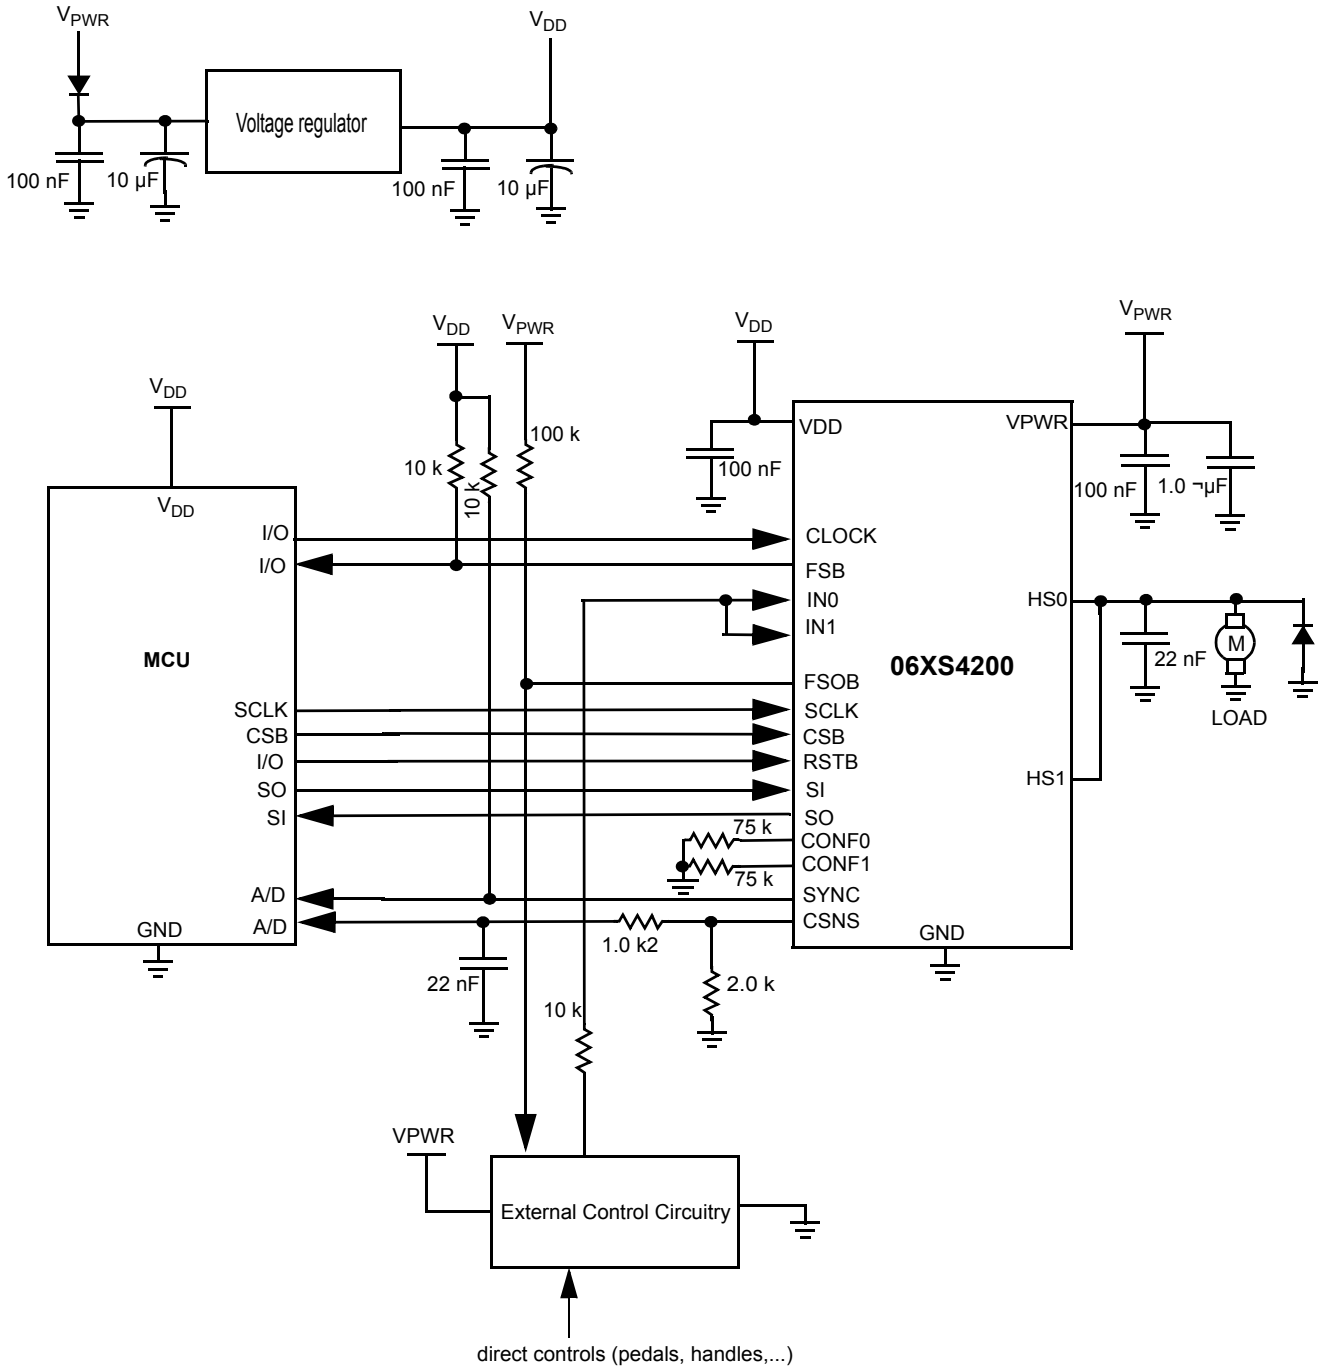 VPWR
VDD
Voltage regulator
100 nF
10 µF
100 nF
10 µF
VDD
VPWR
VDD
VPWR
VDD
100 k
10 k
10 k
VDD
VPWR
100 nF
100 nF
1.0 ¬µF
VDD
I/O
I/O
MCU
SCLK
CSB
I/O
SO
SI
A/D
A/D
GND
CLOCK
FSB
IN0
IN1
06XS4200
FSOB
SCLK
CSB
RSTB
SI
SO
CONF0
CONF1
SYNC
CSNS
GND
HS0
HS1
22 nF
M
LOAD
75 k
75 k
1.0 k2
22 nF
2.0 k
10 k
VPWR
External Control Circuitry
direct controls (pedals, handles,...)